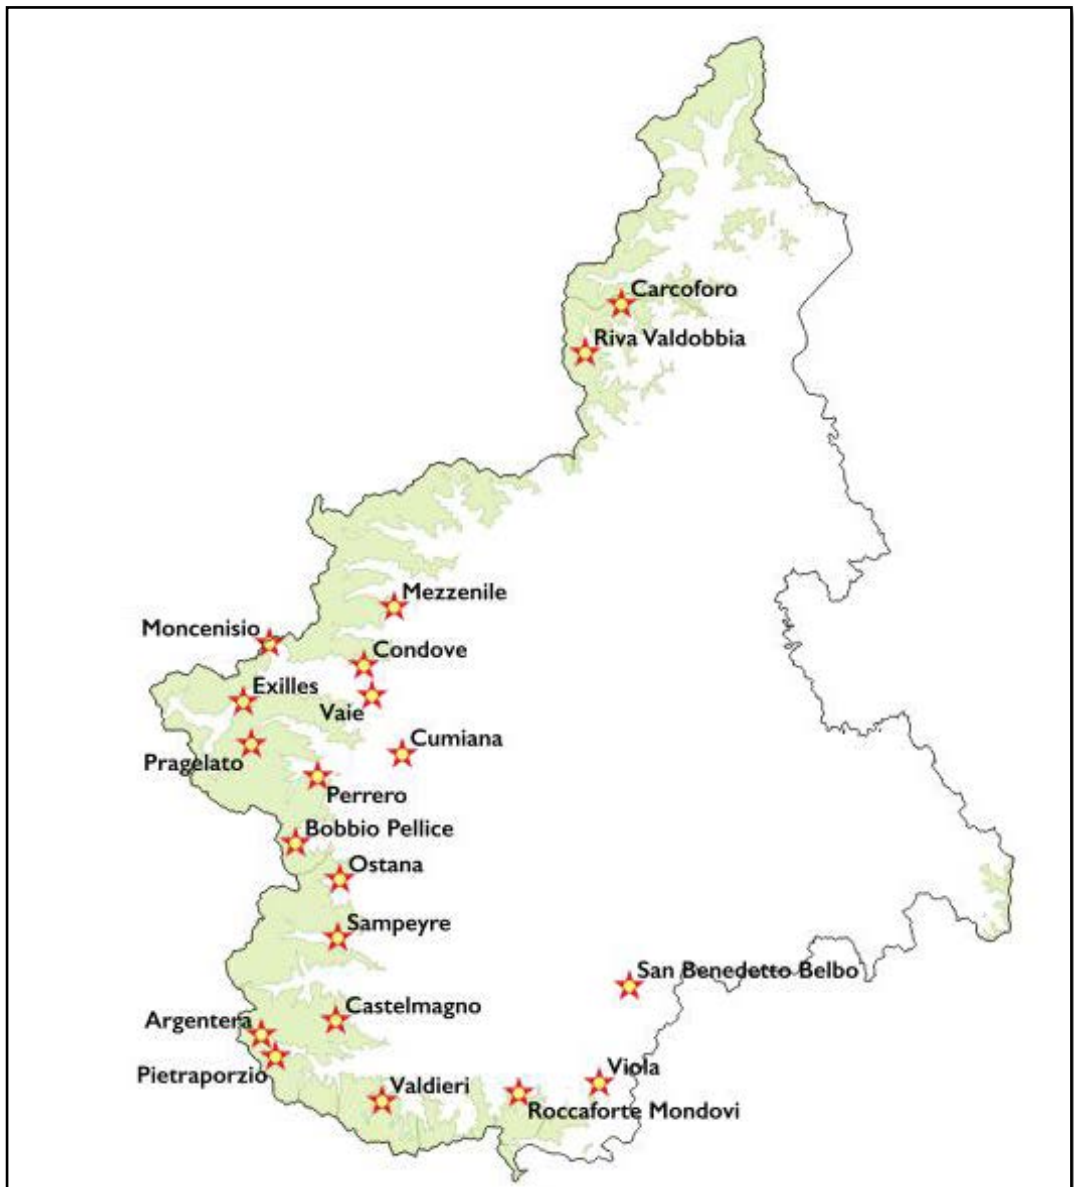 Carcoforo
Riva Valdobbia
Mezzenile
Moncenisio
Condove
Exilles
Vaie
Cumiana
Pragelato
Perrero
Bobbio Pellice
Ostana
Sampeyre
San Benedetto Belbo
Castelmagno
Argentera
Pietraporzio
Viola
Valdieri
Roccaforte Mondovi